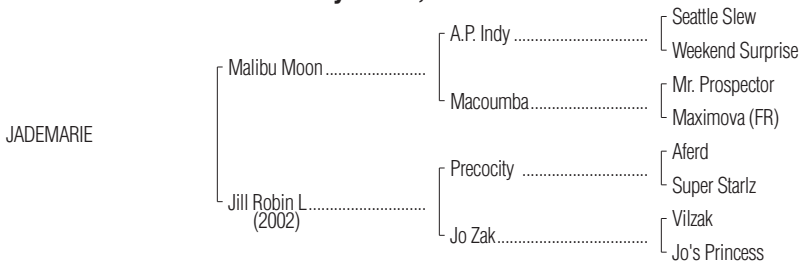 Seattle Slew
A.P. Indy
Weekend Surprise
Malibu Moon
Mr. Prospector
Macoumba
Maximova (FR)
JADEMARIE
Aferd
Precocity
Super Starlz
Jill Robin L
(2002)
Vilzak
Jo Zak
Jo's Princess